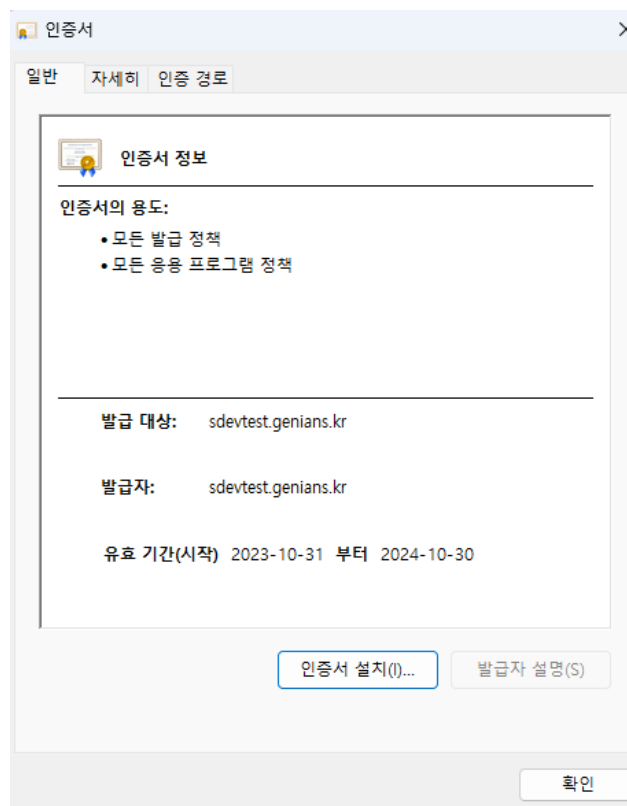 인증서
일반 자세히 인증 경로
인증서 정보
인증서의 용도:
• 모든 발급 정책
• 모든 응용 프로그램 정책
발급 대상: sdevtest.genians.kr
발급자: sdevtest.genians.kr
유효 기간(시작) 2023-10-31 부터 2024-10-30
인증서 설치(I)... 발급자 설명(S)
확인